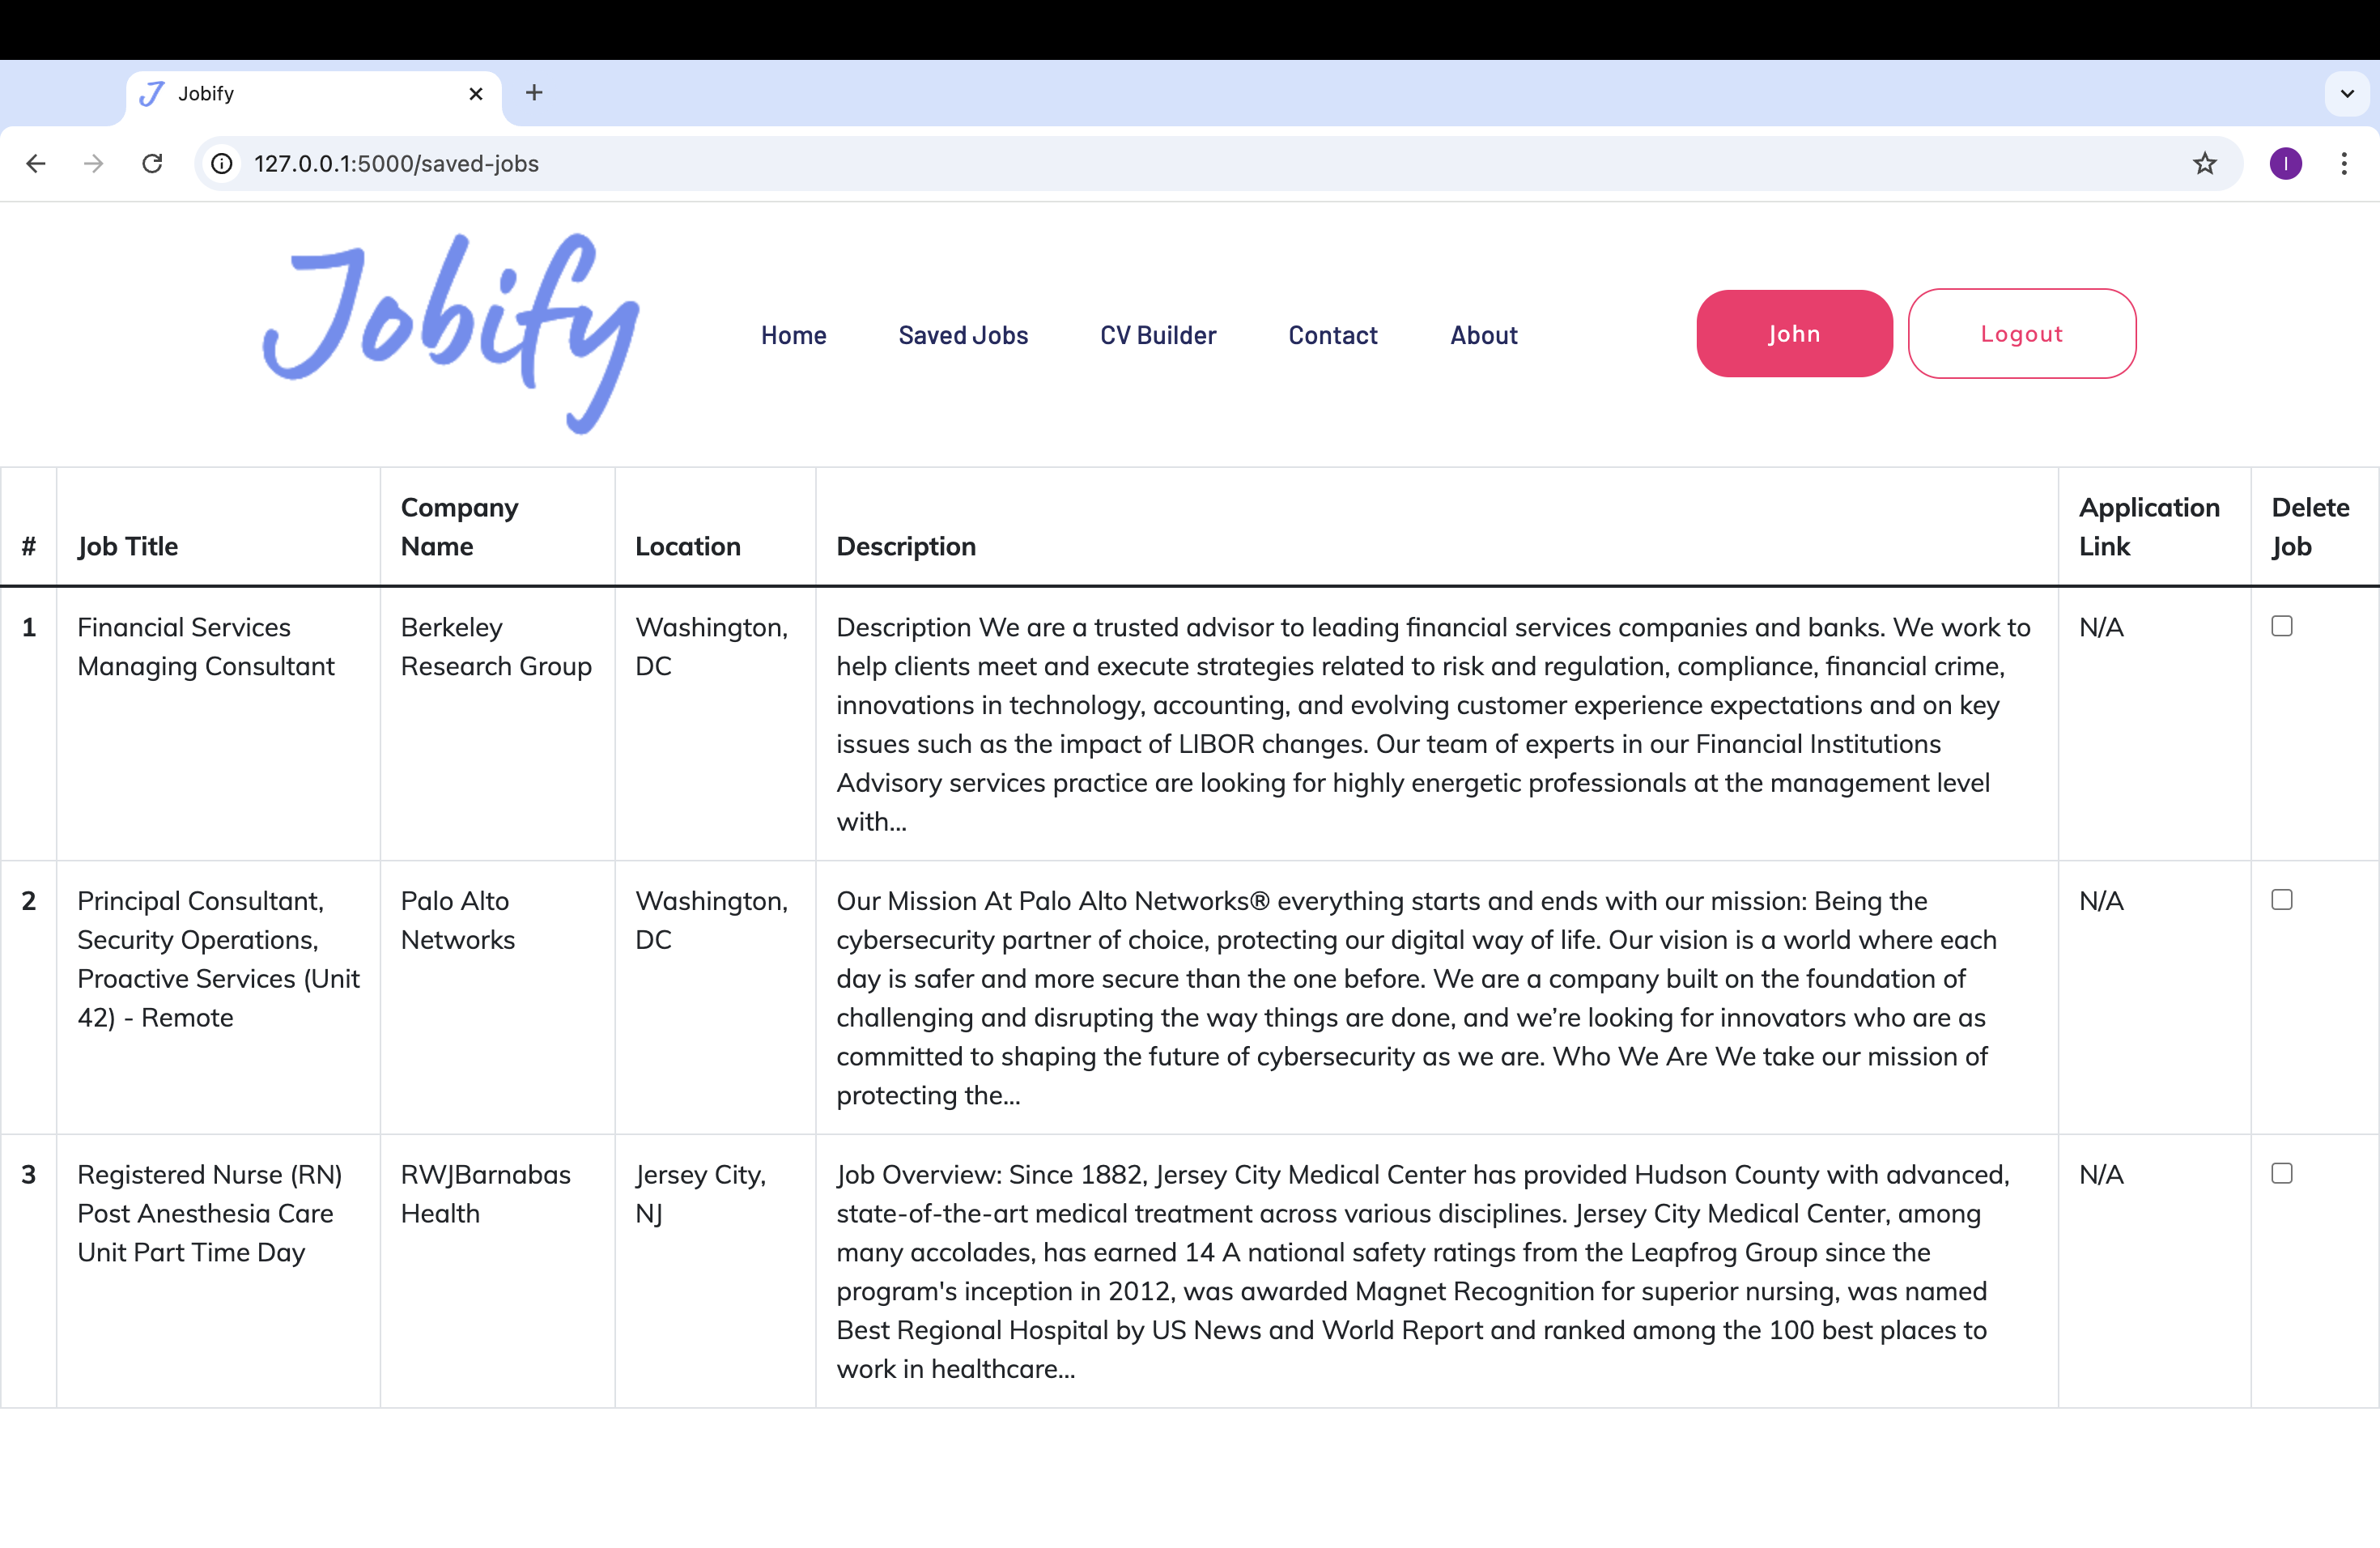 Jobify
127.0.0.1:5000/saved-jobs
I
Jobify
Home Saved Jobs CV Builder Contact About John Logout
# Job Title Company Name Location Description Application Link Delete Job
1
Financial Services
Managing Consultant
Berkeley
Research Group
Washington,
DC
Description We are a trusted advisor to leading financial services companies and banks. We work to
help clients meet and execute strategies related to risk and regulation, compliance, financial crime,
innovations in technology, accounting, and evolving customer experience expectations and on key
issues such as the impact of LIBOR changes. Our team of experts in our Financial Institutions
Advisory services practice are looking for highly energetic professionals at the management level
with...
N/A
2
Principal Consultant,
Security Operations,
Proactive Services (Unit
42) - Remote
Palo Alto
Networks
Washington,
DC
Our Mission At Palo Alto Networks® everything starts and ends with our mission: Being the
cybersecurity partner of choice, protecting our digital way of life. Our vision is a world where each
day is safer and more secure than the one before. We are a company built on the foundation of
challenging and disrupting the way things are done, and we’re looking for innovators who are as
committed to shaping the future of cybersecurity as we are. Who We Are We take our mission of
protecting the...
N/A
3
Registered Nurse (RN)
Post Anesthesia Care
Unit Part Time Day
RWJBarnabas
Health
Jersey City,
NJ
Job Overview: Since 1882, Jersey City Medical Center has provided Hudson County with advanced,
state-of-the-art medical treatment across various disciplines. Jersey City Medical Center, among
many accolades, has earned 14 A national safety ratings from the Leapfrog Group since the
program's inception in 2012, was awarded Magnet Recognition for superior nursing, was named
Best Regional Hospital by US News and World Report and ranked among the 100 best places to
work in healthcare...
N/A